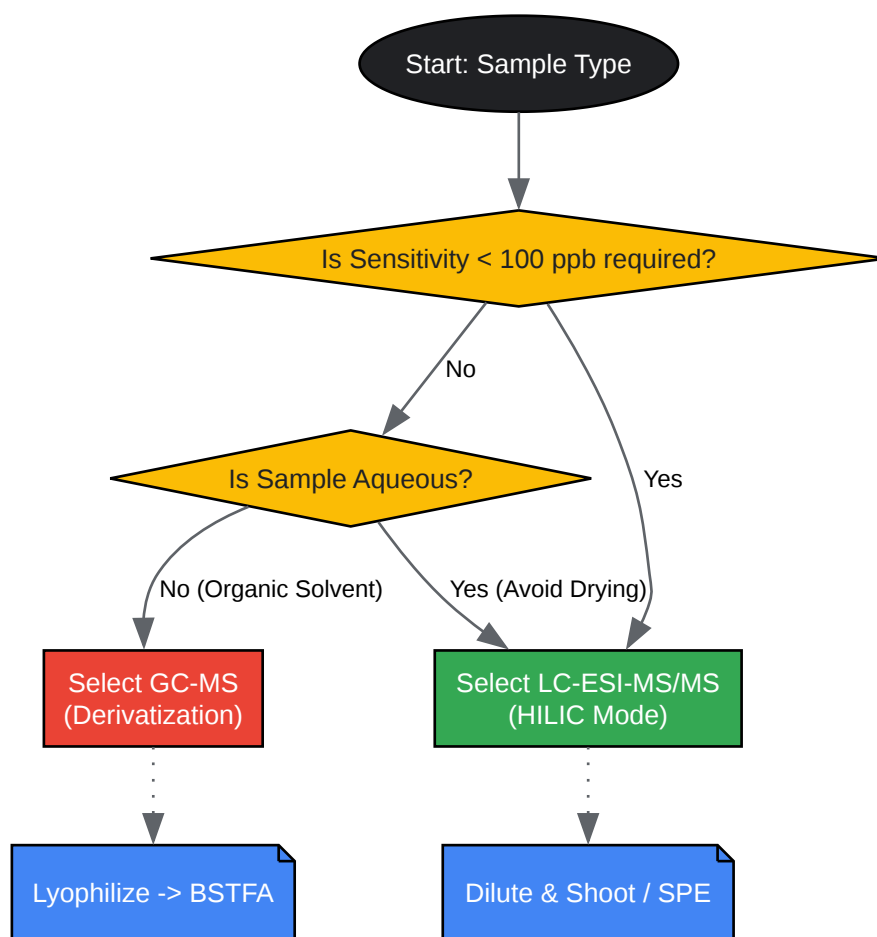 Start: Sample Type
Is Sensitivity < 100 ppb required?
No
Yes
Is Sample Aqueous?
No (Organic Solvent)
Yes (Avoid Drying)
Select GC-MS
(Derivatization)
Select LC-ESI-MS/MS
(HILIC Mode)
Lyophilize -> BSTFA
Dilute & Shoot / SPE